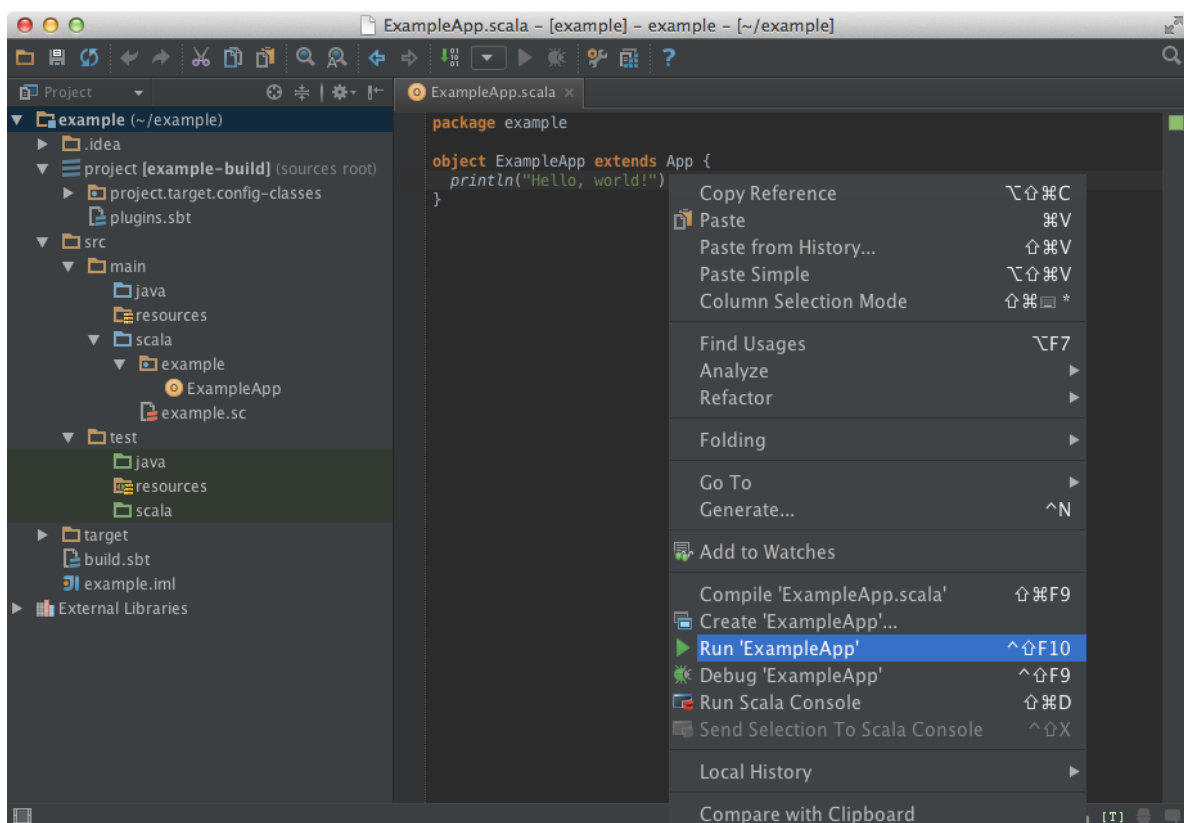 ExampleApp.scala – [example] – example – [~/example]
Project
ExampleApp.scala
example (~/example)
.idea
project [example-build] (sources root)
project.target.config-classes
plugins.sbt
src
main
java
resources
scala
example
ExampleApp
example.sc
test
java
resources
scala
target
build.sbt
example.iml
External Libraries
package example
object ExampleApp extends App {
println("Hello, world!")
}
Copy Reference ⌥⇧⌘C
Paste ⌘V
Paste from History... ⇧⌘V
Paste Simple ⌥⇧⌘V
Column Selection Mode ⇧⌘⌨ *
Find Usages ⌥F7
Analyze
Refactor
Folding
Go To
Generate... ^N
Add to Watches
Compile 'ExampleApp.scala' ⇧⌘F9
Create 'ExampleApp'...
Run 'ExampleApp' ^⇧F10
Debug 'ExampleApp' ^⇧F9
Run Scala Console ⇧⌘D
Send Selection To Scala Console ^⇧X
Local History
Compare with Clipboard
[T]